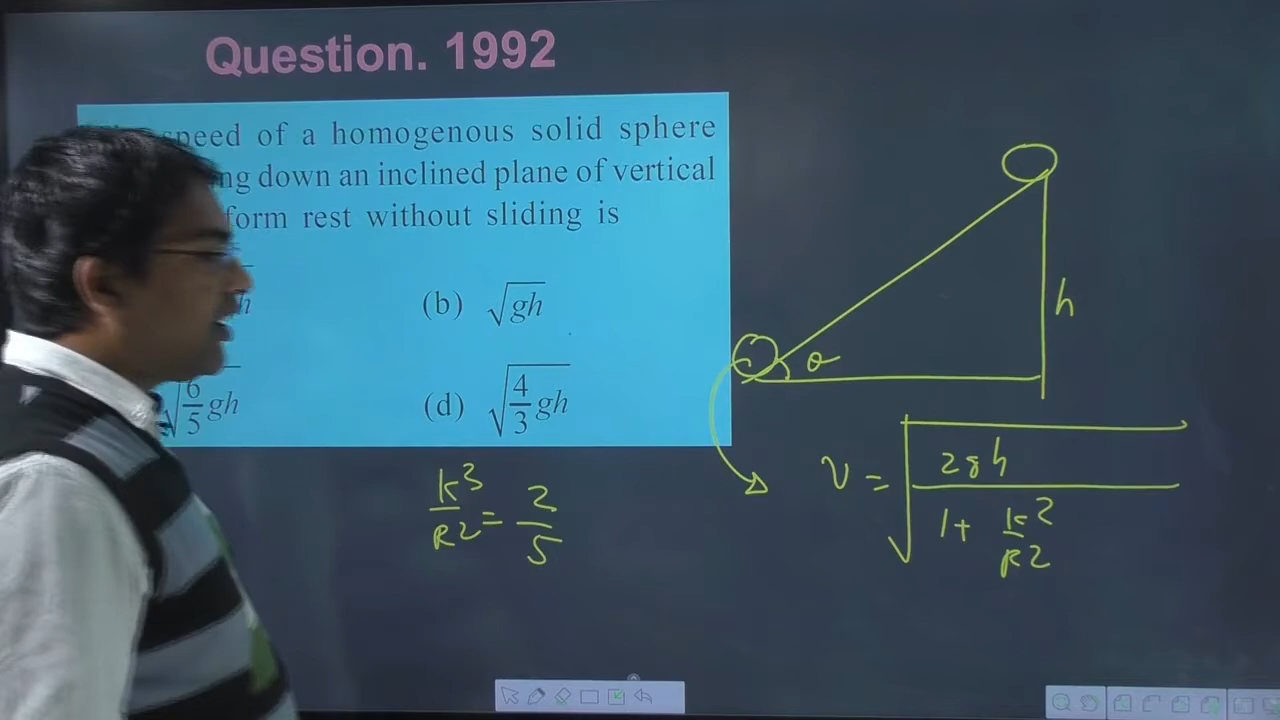 Question. 1992
speed of a homogenous solid sphere
down an inclined plane of vertical
form rest without sliding is
(b) √gh
√6/5 gh
(d) √4/3 gh
h
θ
k³/R2 = 2/5
v = √2gh/1+k²/R2